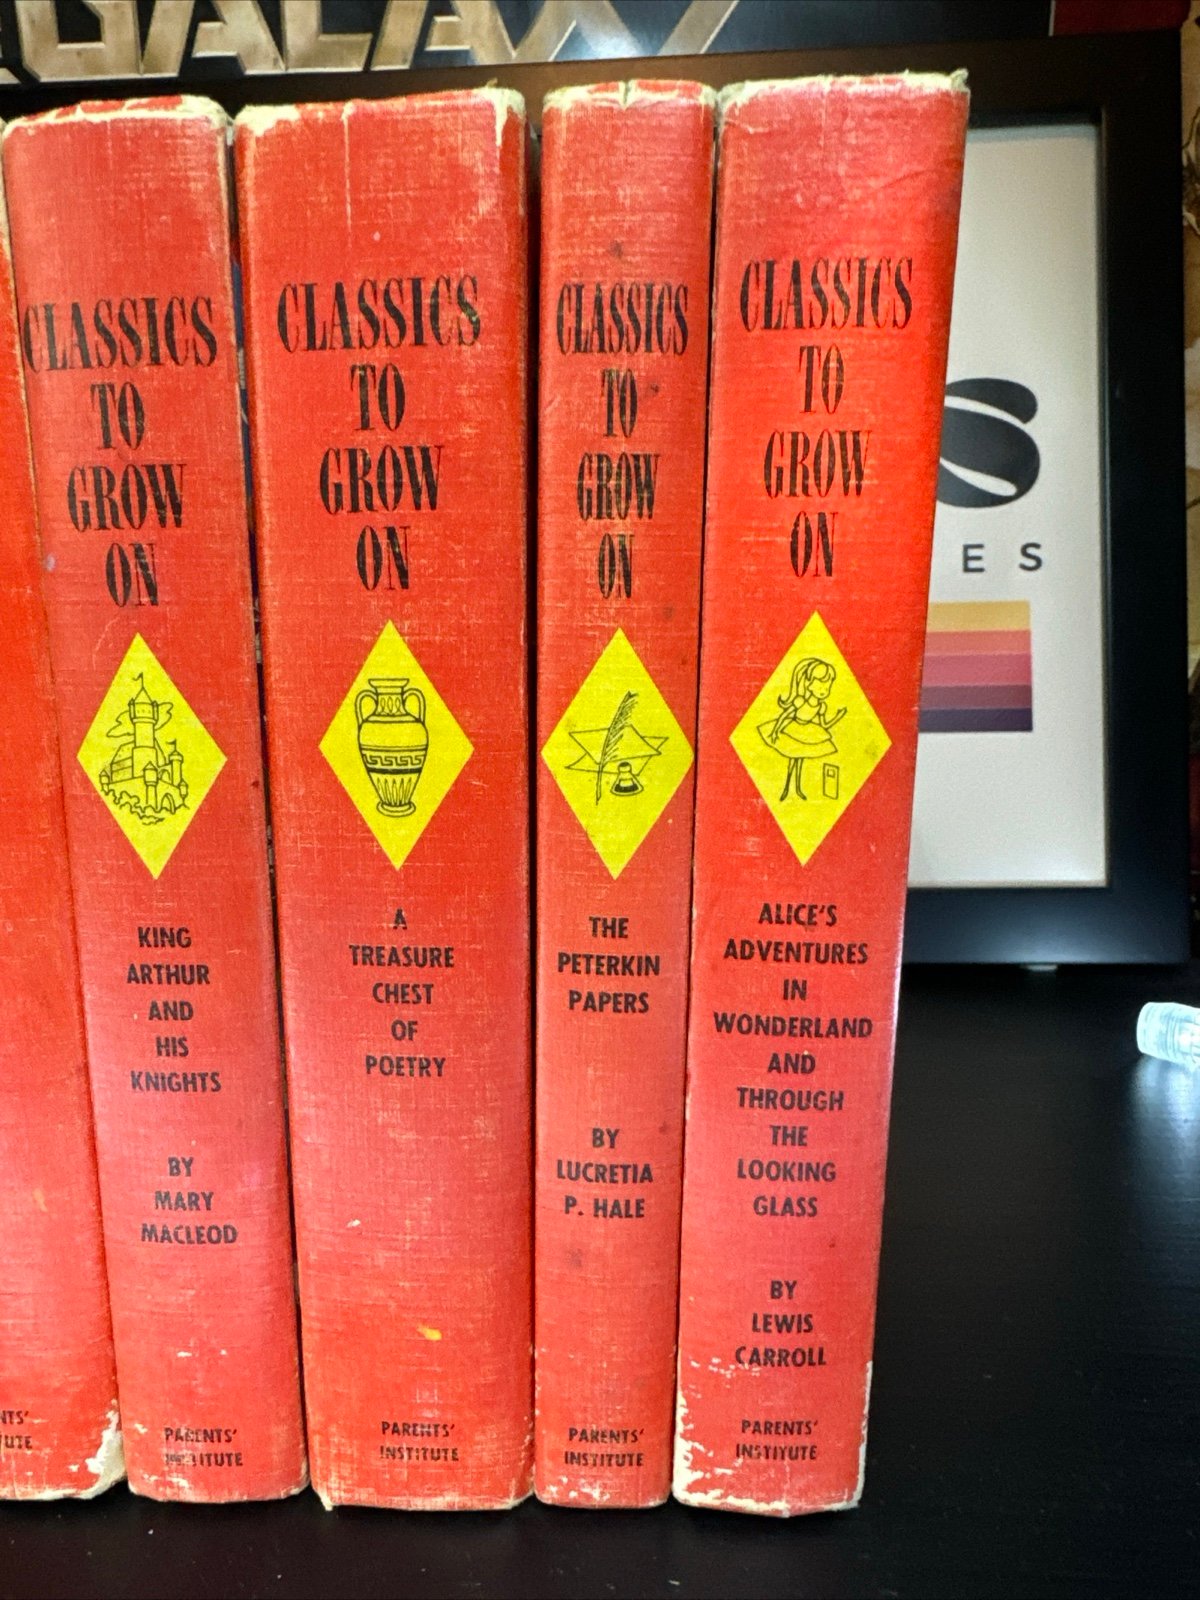 GALAXY
CLASSICS
TO
GROW
ON
KING
ARTHUR
AND
HIS
KNIGHTS
BY
MARY
MACLEOD
PARENTS'
INSTITUTE
CLASSICS
TO
GROW
ON
A
TREASURE
CHEST
OF
POETRY
PARENTS'
INSTITUTE
CLASSICS
TO
GROW
ON
THE
PETERKIN
PAPERS
BY
LUCRETIA
P. HALE
PARENTS'
INSTITUTE
CLASSICS
TO
GROW
ON
ALICE'S
ADVENTURES
IN
WONDERLAND
AND
THROUGH
THE
LOOKING
GLASS
BY
LEWIS
CARROLL
PARENTS'
INSTITUTE
S
ES